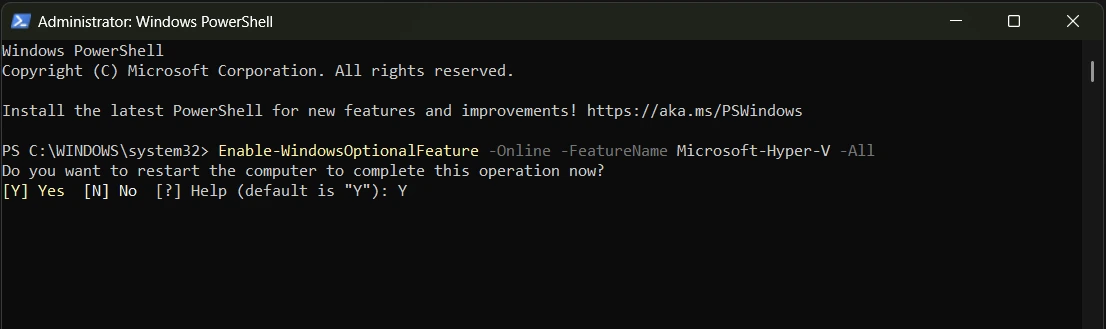 Administrator: Windows PowerShell
Windows PowerShell
Copyright (C) Microsoft Corporation. All rights reserved.
Install the latest PowerShell for new features and improvements! https://aka.ms/PSWindows
PS C:\WINDOWS\system32> Enable-WindowsOptionalFeature -Online -FeatureName Microsoft-Hyper-V -All
Do you want to restart the computer to complete this operation now?
[Y] Yes  [N] No  [?] Help (default is "Y"): Y